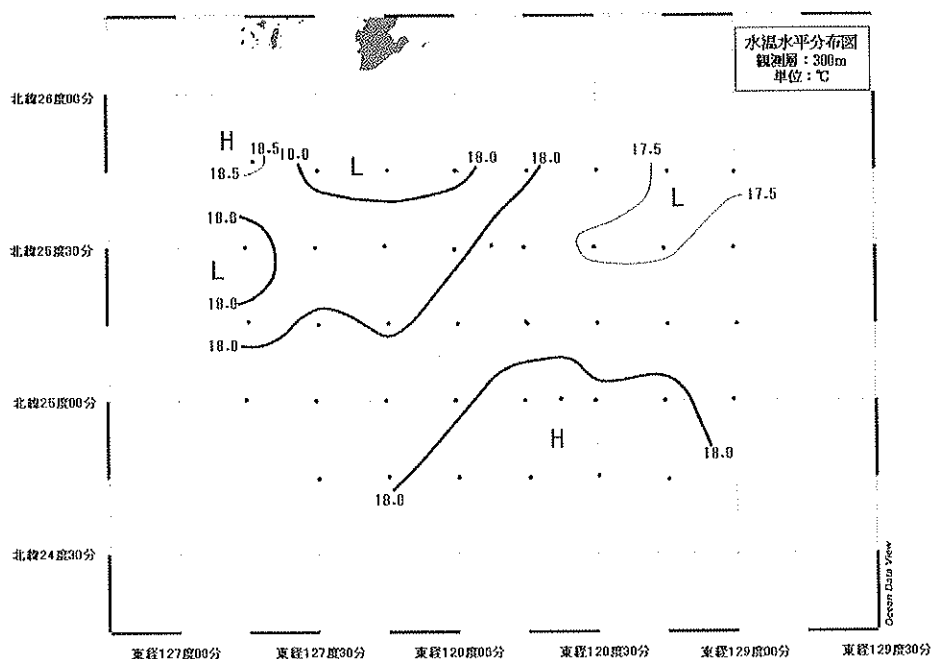 水温水平分布図
観測層：300m
単位：℃
北緯26度00分
H
18.5
18.5
10.0
L
18.0
18.0
17.5
L
17.5
18.0
北緯25度30分
L
18.0
18.0
北緯25度00分
H
18.0
18.0
北緯24度30分
Ocean Data View
東経127度00分
東経127度30分
東経120度00分
東経120度30分
東経129度00分
東経129度30分